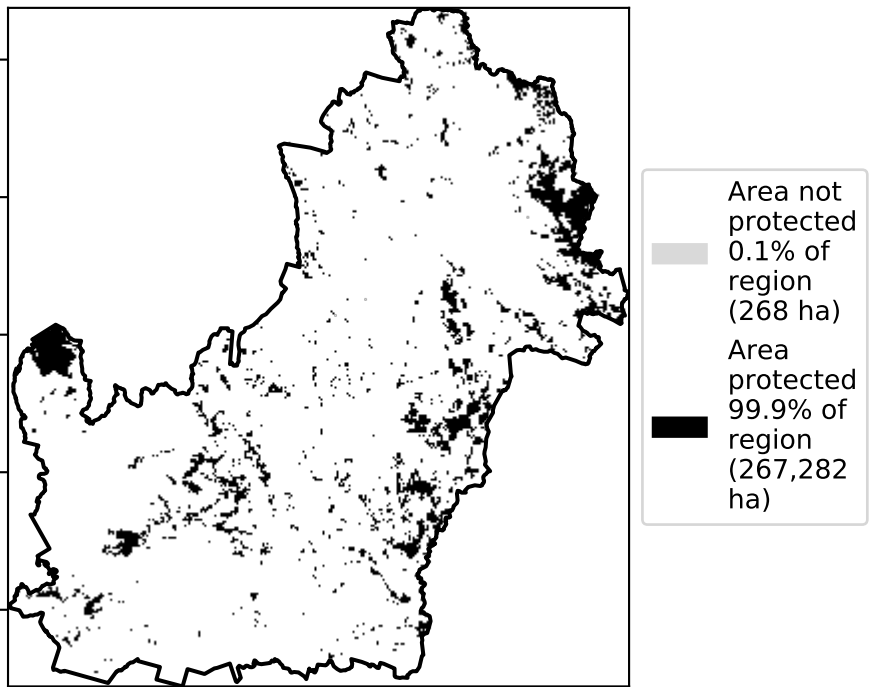 Area not
protected
0.1% of
region
(268 ha)
Area
protected
99.9% of
region
(267,282
ha)